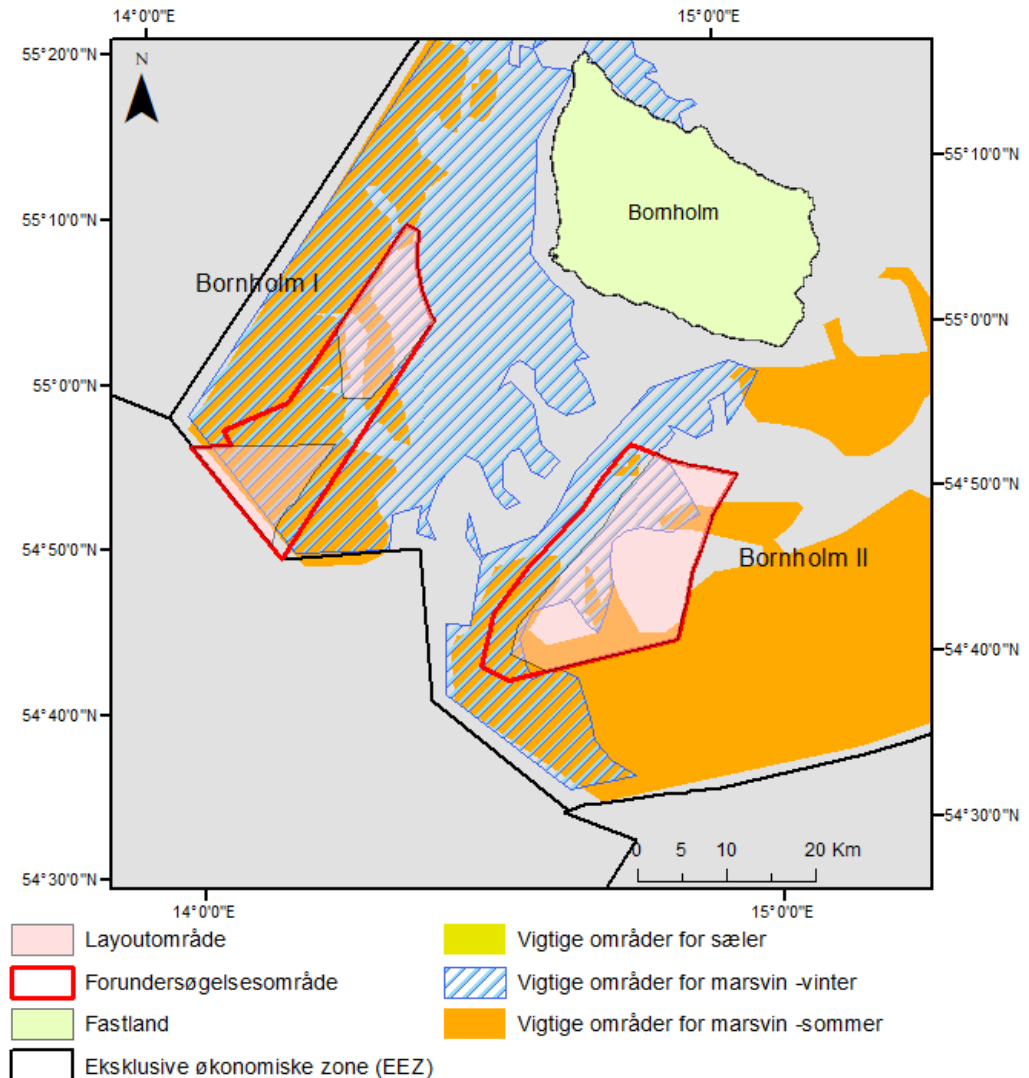 14°0'0"E 15°0'0"E
55°20'0"N
N
55°10'0"N
Bornholm
55°10'0"N
Bornholm I
55°0'0"N
55°0'0"N
54°50'0"N
54°50'0"N
Bornholm II
54°40'0"N
54°40'0"N
54°30'0"N
0 5 10 20 Km
54°30'0"N
14°0'0"E 15°0'0"E
Layoutområde
Vigtige områder for sæler
Forundersøgelsesområde
Vigtige områder for marsvin -vinter
Fastland
Vigtige områder for marsvin -sommer
Eksklusive økonomiske zone (EEZ)